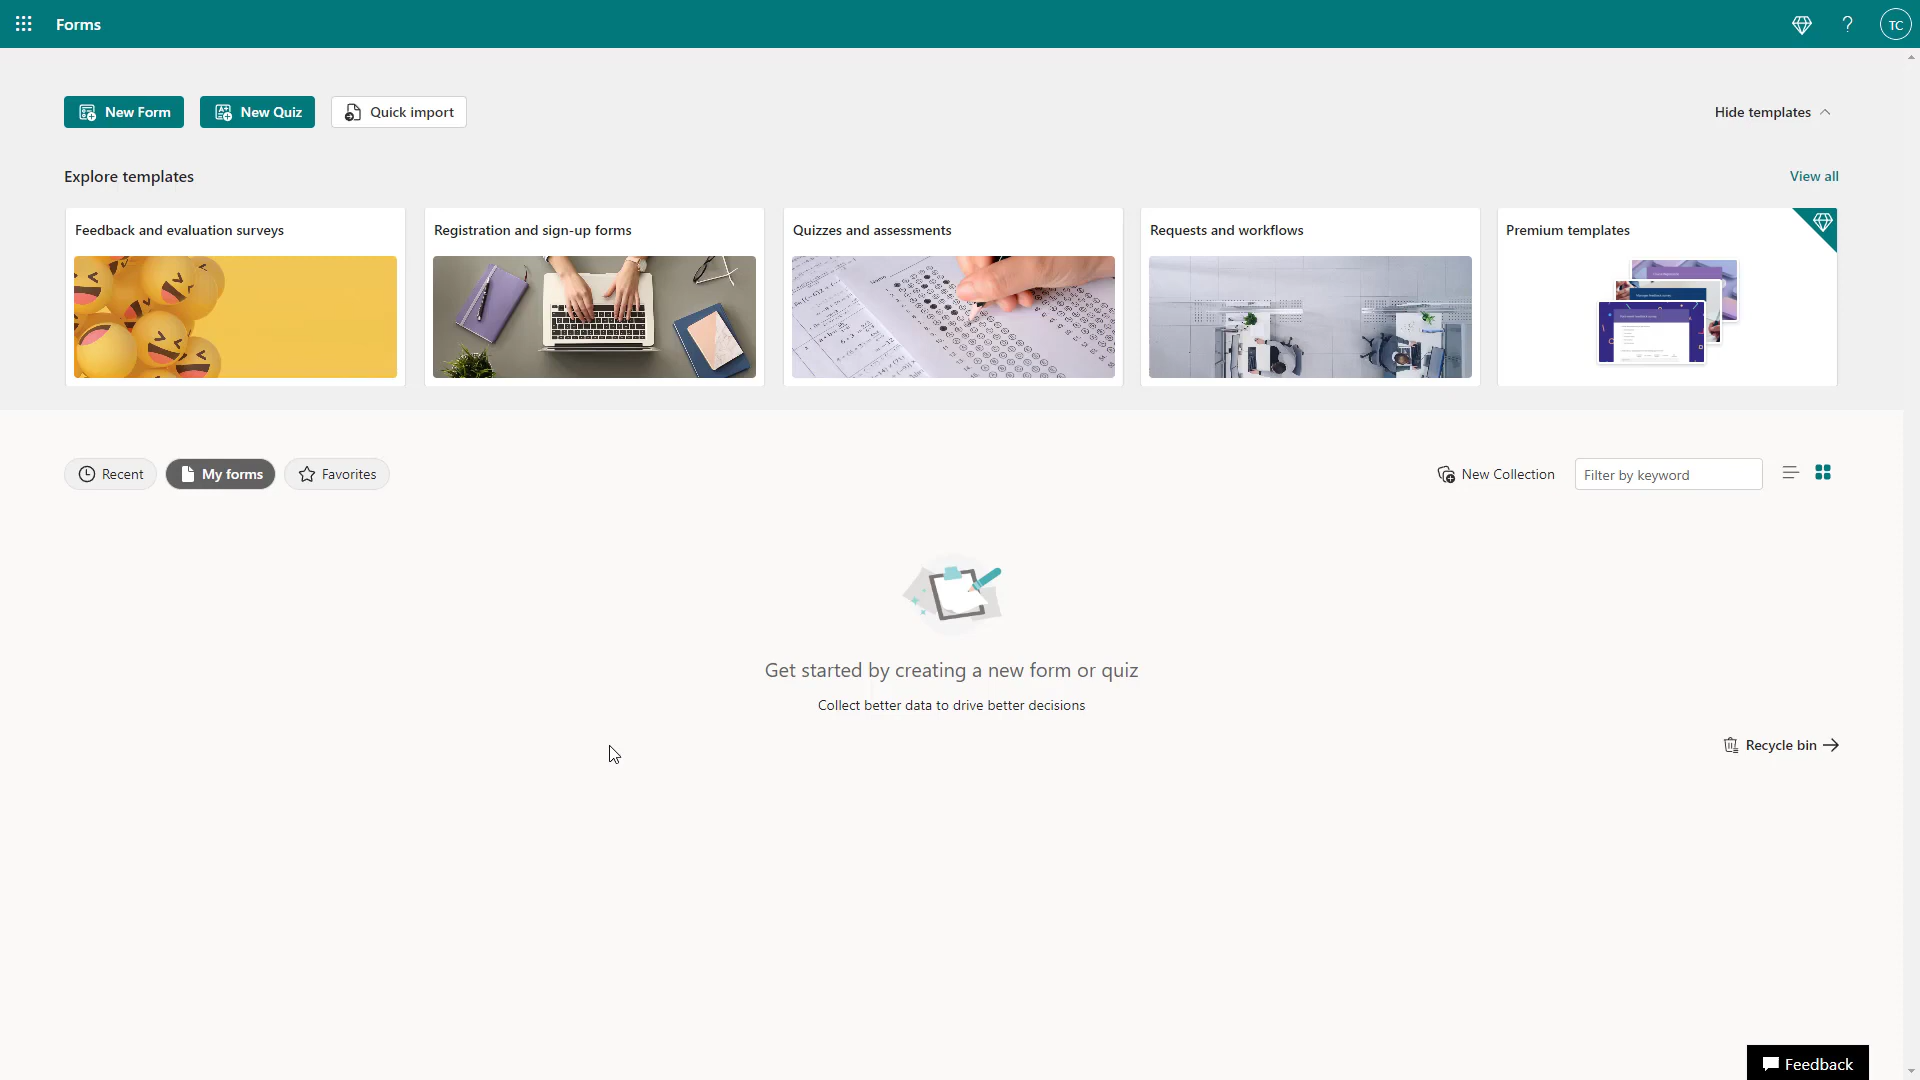 Forms
TC
New Form
New Quiz
Quick import
Hide templates
Explore templates
View all
Feedback and evaluation surveys
Registration and sign-up forms
Quizzes and assessments
Requests and workflows
Premium templates
Recent
My forms
Favorites
New Collection
Filter by keyword
Get started by creating a new form or quiz
Collect better data to drive better decisions
Recycle bin
Feedback